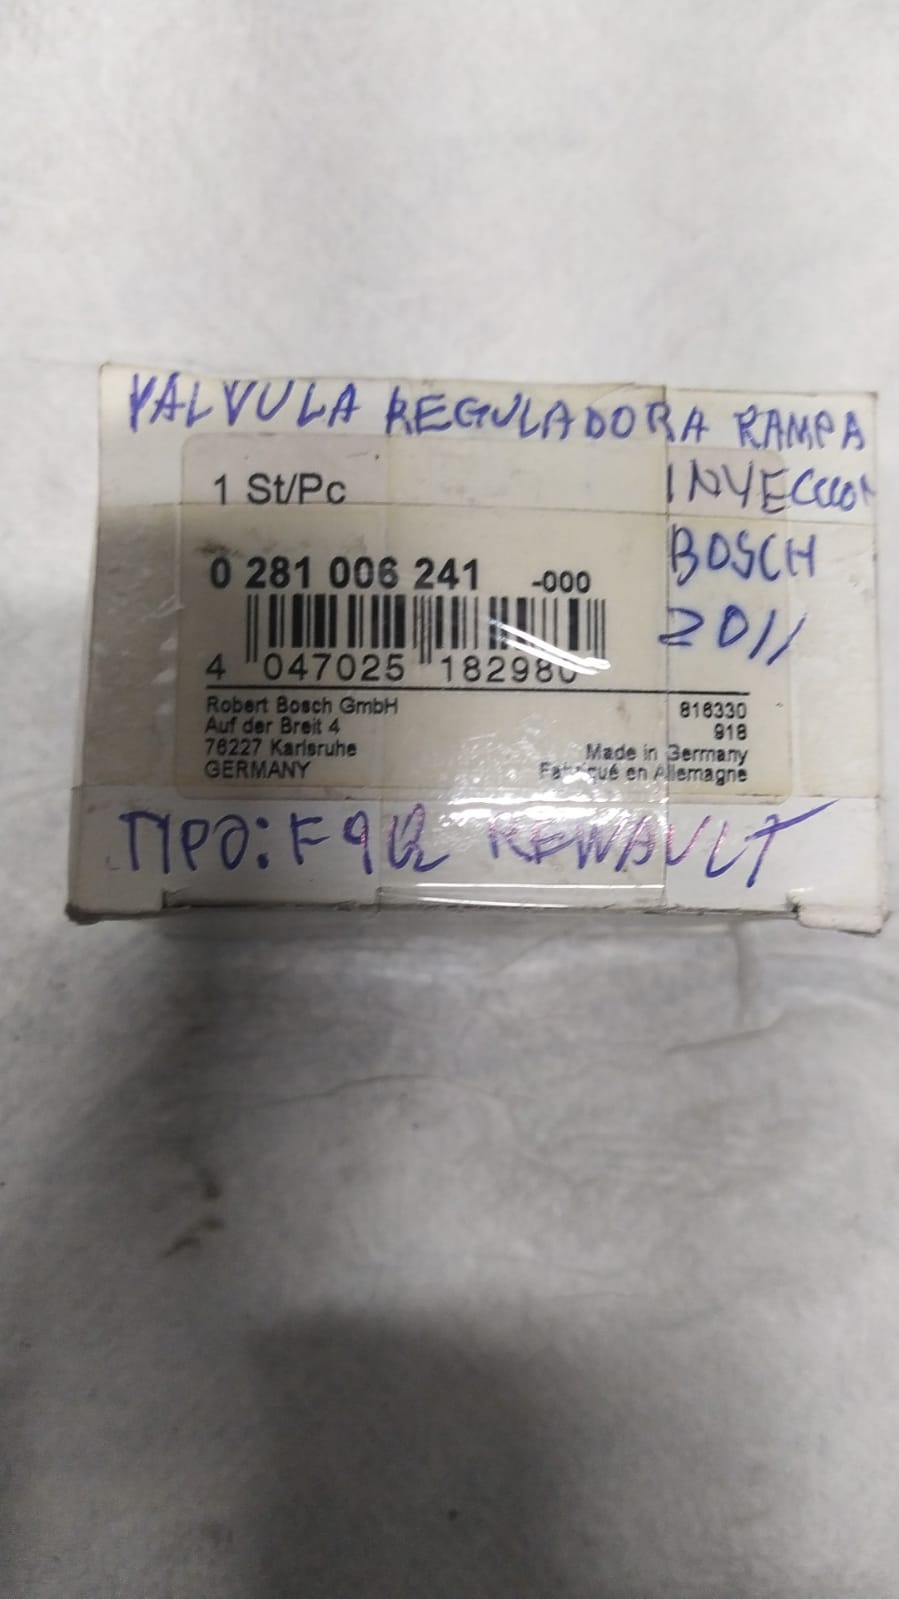 VALVULA REGULADORA RAMPA
INYECCION
BOSCH
2011
1 St/Pc
0 281 006 241 -000
4 047025 182980
Robert Bosch GmbH
Auf der Breit 4
76227 Karlsruhe
GERMANY
816330
918
Made in Germany
Fabriqué en Allemagne
TIPO: F9Q RENAULT